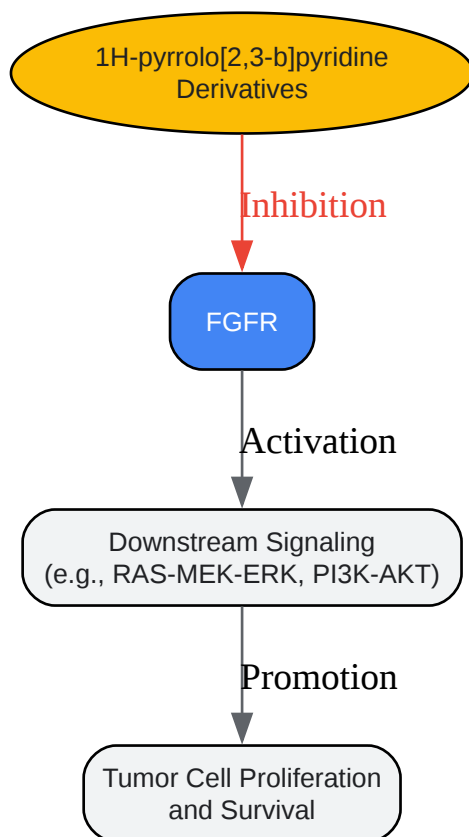 1H-pyrrolo[2,3-b]pyridine
Derivatives
Inhibition
FGFR
Activation
Downstream Signaling
(e.g., RAS-MEK-ERK, PI3K-AKT)
Promotion
Tumor Cell Proliferation
and Survival